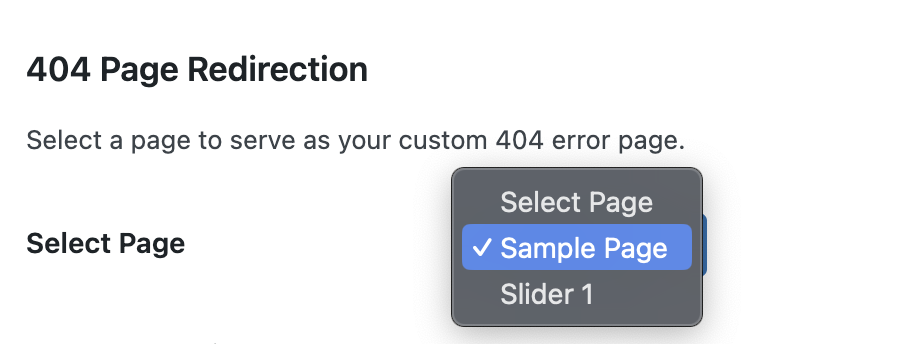 404 Page Redirection
Select a page to serve as your custom 404 error page.
Select Page
Select Page
✓ Sample Page
Slider 1